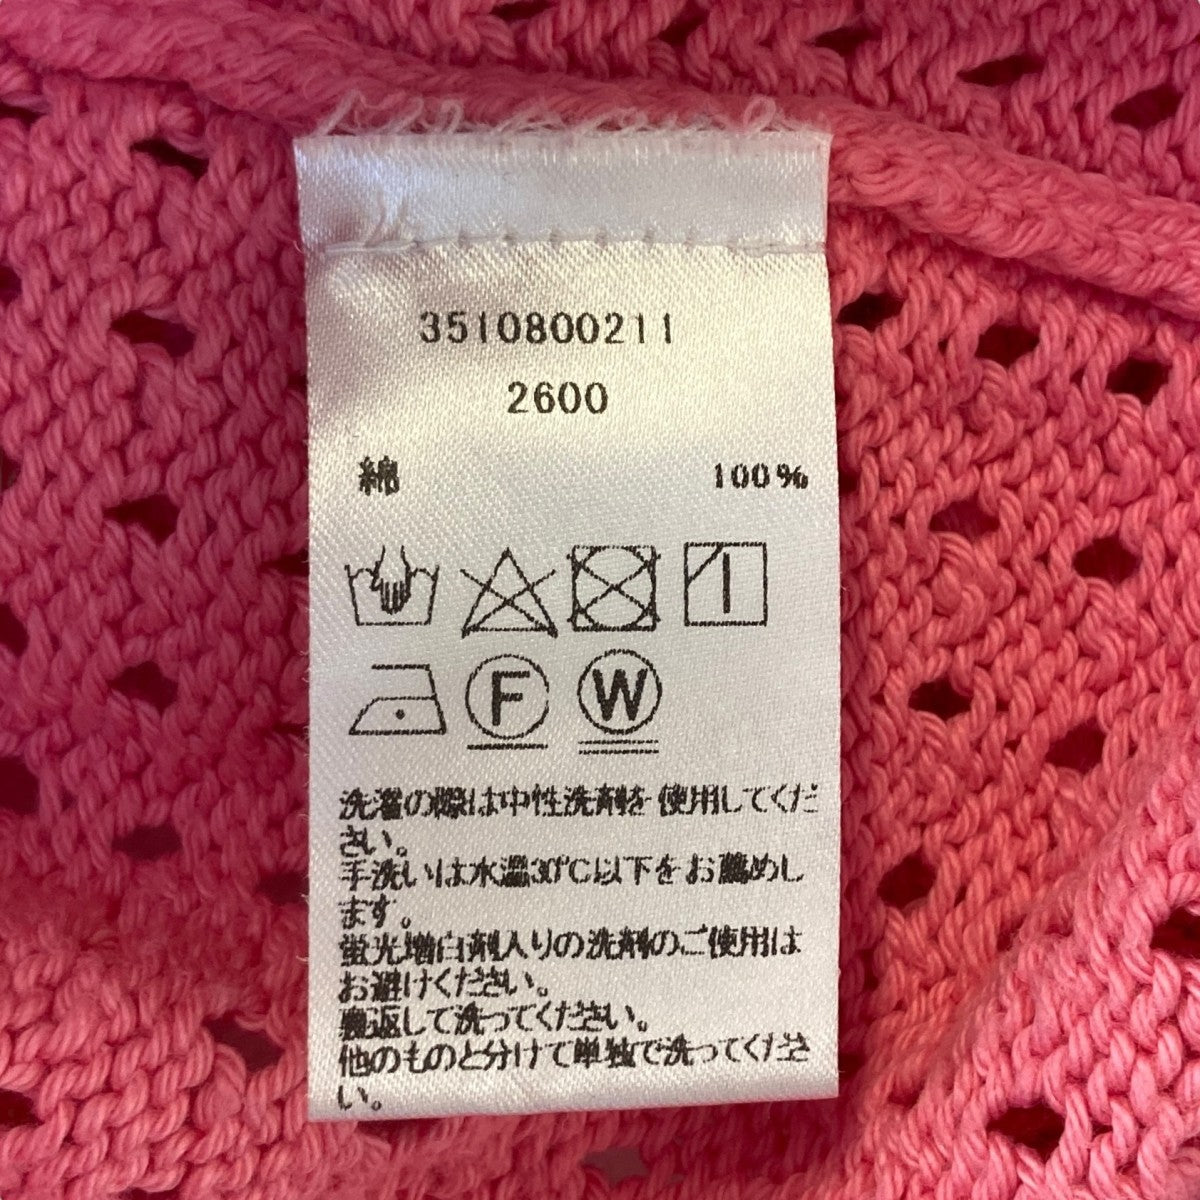 3510800211
2600
綿 100%
F W
洗濯の際は中性洗剤を使用してくだ
さい。
手洗いは水温30℃以下をお薦めし
ます。
蛍光増白剤入りの洗剤のご使用は
お避けください。
裏返して洗ってください。
他のものと分けて単独で洗ってくださ
い。